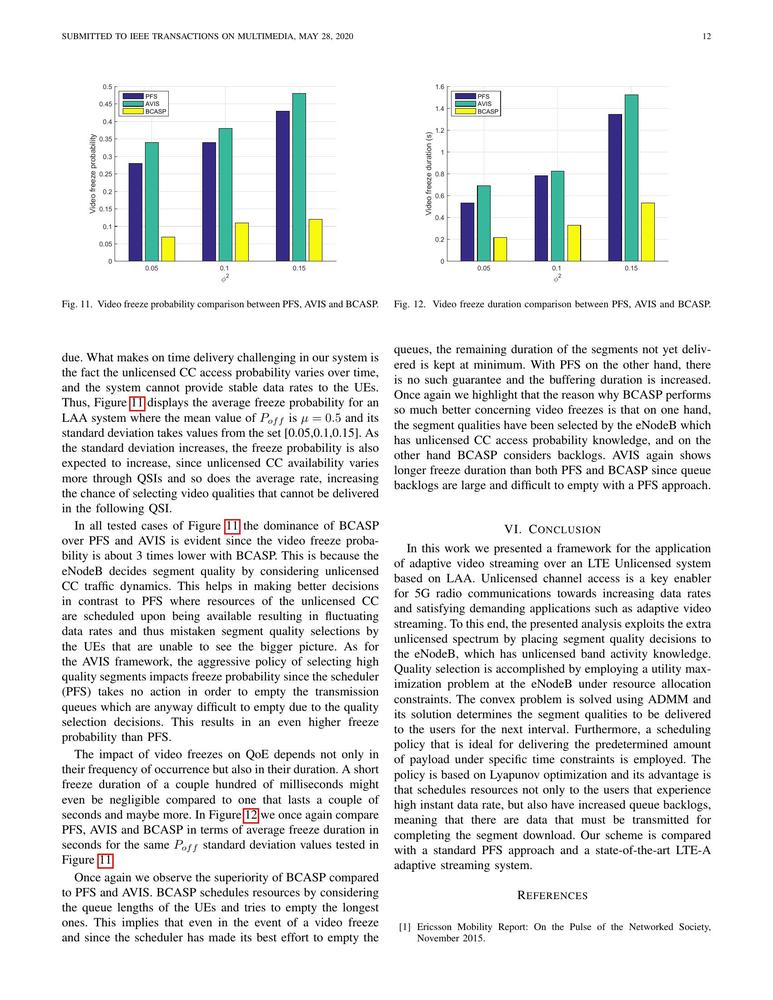 SUBMITTED TO IEEE TRANSACTIONS ON MULTIMEDIA, MAY 28, 2020
12
0.5
0.45
0.4
0.35
0.3
0.25
0.2
0.15
0.1
0.05
0
Video freeze probability
PFS
AVIS
BCASP
0.05
0.1
0.15
σ²
Fig. 11. Video freeze probability comparison between PFS, AVIS and BCASP.
1.6
1.4
1.2
1
0.8
0.6
0.4
0.2
0
Video freeze duration (s)
PFS
AVIS
BCASP
0.05
0.1
0.15
σ²
Fig. 12. Video freeze duration comparison between PFS, AVIS and BCASP.
due. What makes on time delivery challenging in our system is
the fact the unlicensed CC access probability varies over time,
and the system cannot provide stable data rates to the UEs.
Thus, Figure 11 displays the average freeze probability for an
LAA system where the mean value of P_off is μ = 0.5 and its
standard deviation takes values from the set [0.05,0.1,0.15]. As
the standard deviation increases, the freeze probability is also
expected to increase, since unlicensed CC availability varies
more through QSIs and so does the average rate, increasing
the chance of selecting video qualities that cannot be delivered
in the following QSI.
In all tested cases of Figure 11 the dominance of BCASP
over PFS and AVIS is evident since the video freeze proba-
bility is about 3 times lower with BCASP. This is because the
eNodeB decides segment quality by considering unlicensed
CC traffic dynamics. This helps in making better decisions
in contrast to PFS where resources of the unlicensed CC
are scheduled upon being available resulting in fluctuating
data rates and thus mistaken segment quality selections by
the UEs that are unable to see the bigger picture. As for
the AVIS framework, the aggressive policy of selecting high
quality segments impacts freeze probability since the scheduler
(PFS) takes no action in order to empty the transmission
queues which are anyway difficult to empty due to the quality
selection decisions. This results in an even higher freeze
probability than PFS.
The impact of video freezes on QoE depends not only in
their frequency of occurrence but also in their duration. A short
freeze duration of a couple hundred of milliseconds might
even be negligible compared to one that lasts a couple of
seconds and maybe more. In Figure 12 we once again compare
PFS, AVIS and BCASP in terms of average freeze duration in
seconds for the same P_off standard deviation values tested in
Figure 11.
Once again we observe the superiority of BCASP compared
to PFS and AVIS. BCASP schedules resources by considering
the queue lengths of the UEs and tries to empty the longest
ones. This implies that even in the event of a video freeze
and since the scheduler has made its best effort to empty the
queues, the remaining duration of the segments not yet deliv-
ered is kept at minimum. With PFS on the other hand, there
is no such guarantee and the buffering duration is increased.
Once again we highlight that the reason why BCASP performs
so much better concerning video freezes is that on one hand,
the segment qualities have been selected by the eNodeB which
has unlicensed CC access probability knowledge, and on the
other hand BCASP considers backlogs. AVIS again shows
longer freeze duration than both PFS and BCASP since queue
backlogs are large and difficult to empty with a PFS approach.
VI. CONCLUSION
In this work we presented a framework for the application
of adaptive video streaming over an LTE Unlicensed system
based on LAA. Unlicensed channel access is a key enabler
for 5G radio communications towards increasing data rates
and satisfying demanding applications such as adaptive video
streaming. To this end, the presented analysis exploits the extra
unlicensed spectrum by placing segment quality decisions to
the eNodeB, which has unlicensed band activity knowledge.
Quality selection is accomplished by employing a utility max-
imization problem at the eNodeB under resource allocation
constraints. The convex problem is solved using ADMM and
its solution determines the segment qualities to be delivered
to the users for the next interval. Furthermore, a scheduling
policy that is ideal for delivering the predetermined amount
of payload under specific time constraints is employed. The
policy is based on Lyapunov optimization and its advantage is
that schedules resources not only to the users that experience
high instant data rate, but also have increased queue backlogs,
meaning that there are data that must be transmitted for
completing the segment download. Our scheme is compared
with a standard PFS approach and a state-of-the-art LTE-A
adaptive streaming system.
REFERENCES
[1] Ericsson Mobility Report: On the Pulse of the Networked Society,
November 2015.